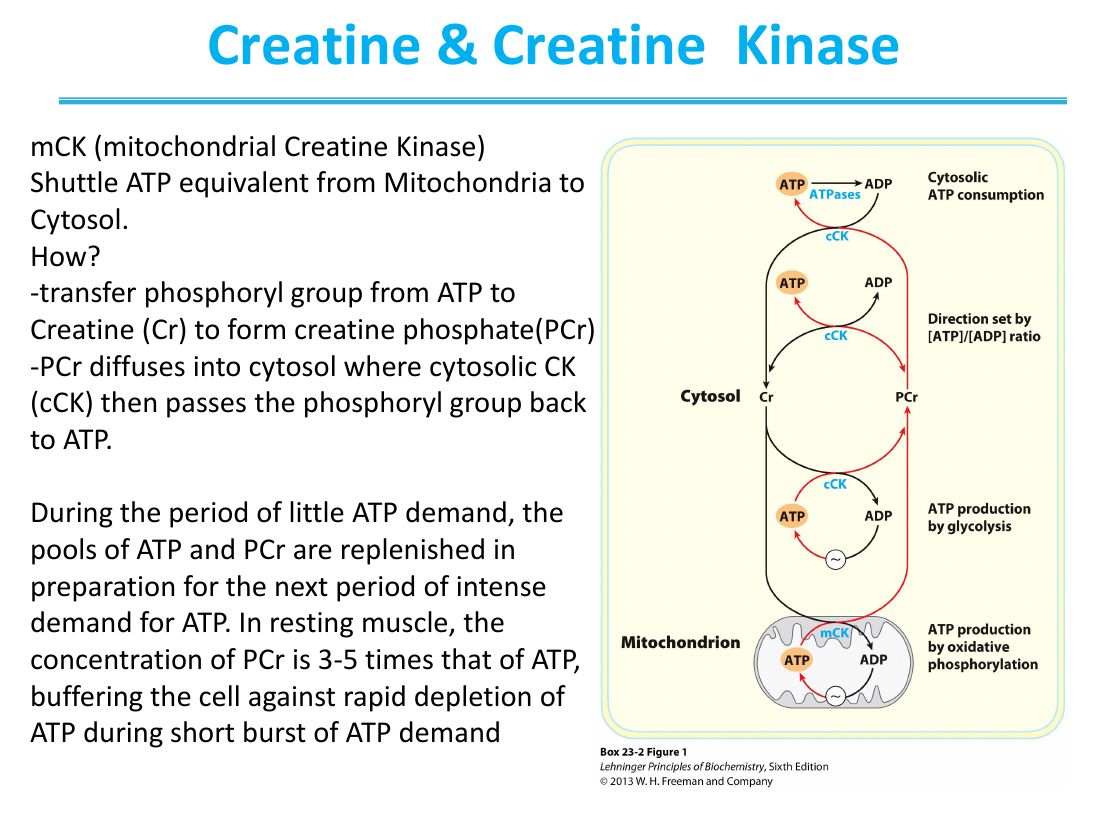 Creatine & Creatine Kinase
mCK (mitochondrial Creatine Kinase)
Shuttle ATP equivalent from Mitochondria to
Cytosol.
How?
-transfer phosphoryl group from ATP to
Creatine (Cr) to form creatine phosphate(PCr)
-PCr diffuses into cytosol where cytosolic CK
(cCK) then passes the phosphoryl group back
to ATP.
During the period of little ATP demand, the
pools of ATP and PCr are replenished in
preparation for the next period of intense
demand for ATP. In resting muscle, the
concentration of PCr is 3-5 times that of ATP,
buffering the cell against rapid depletion of
ATP during short burst of ATP demand
ATP ADP
ATPases
Cytosolic
ATP consumption
cCK
ATP ADP
cCK
Direction set by
[ATP]/[ADP] ratio
Cytosol Cr PCr
cCK
ATP ADP
~
ATP production
by glycolysis
Mitochondrion
mCK
ATP ADP
~
ATP production
by oxidative
phosphorylation
Box 23-2 Figure 1
Lehninger Principles of Biochemistry, Sixth Edition
© 2013 W. H. Freeman and Company